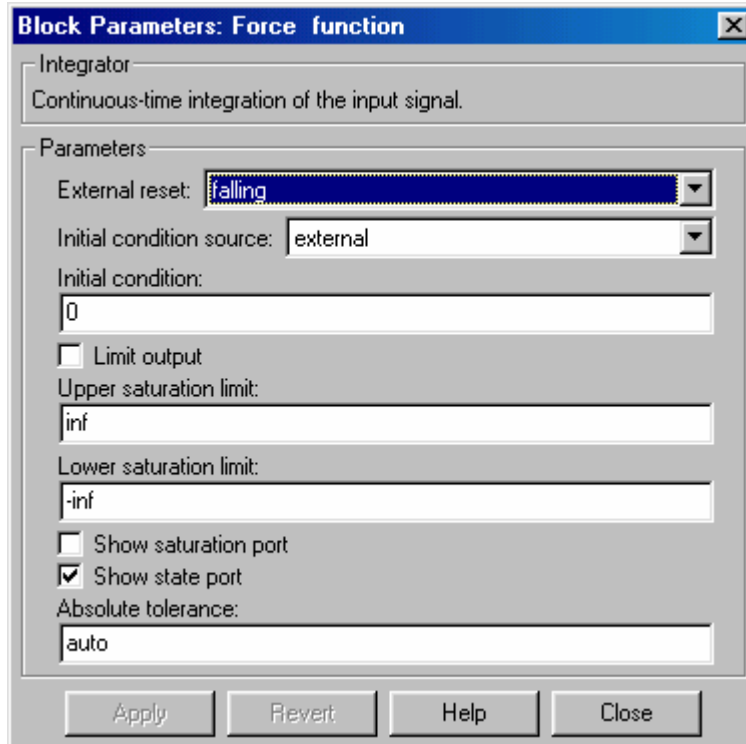 Block Parameters: Force function
Integrator
Continuous-time integration of the input signal.
Parameters
External reset: falling
Initial condition source: external
Initial condition:
0
Limit output
Upper saturation limit:
inf
Lower saturation limit:
-inf
Show saturation port
Show state port
Absolute tolerance:
auto
Apply Revert Help Close